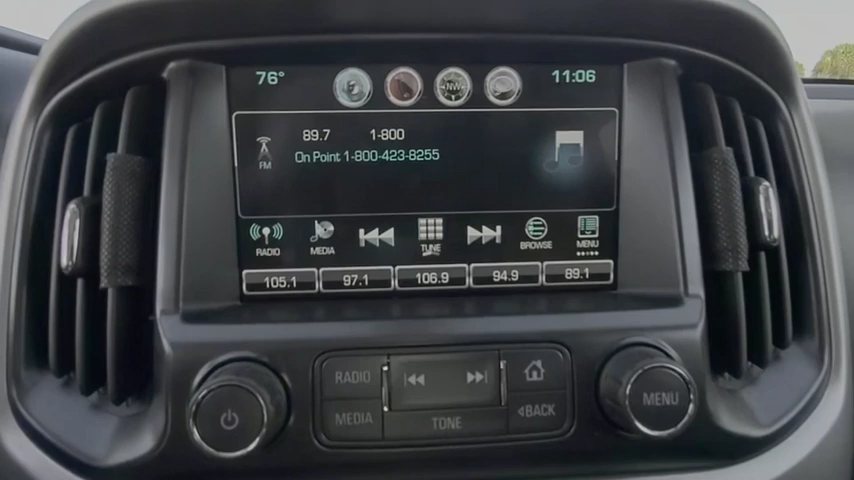 76° NW 11:06
89.7 1-800
FM On Point 1-800-423-8255
RADIO MEDIA TUNE BROWSE MENU
105.1 97.1 106.9 94.9 89.1
RADIO
MEDIA TONE ◁BACK
MENU